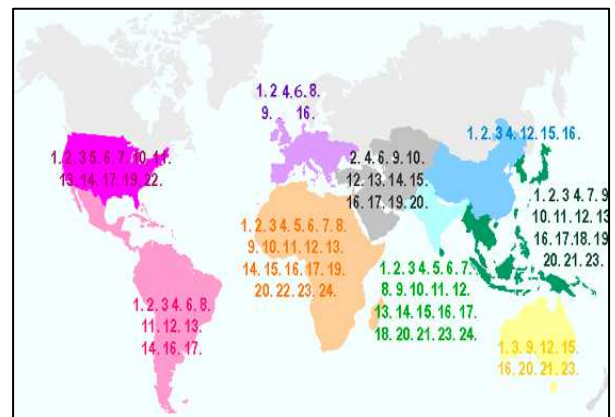 1. 2 4.6. 8.
9. 16.
1. 2. 3. 4. 12. 15. 16.
1. 2. 3 5. 6. 7. 10. 11.
13. 14. 17. 19. 22.
2. 4. 6. 9. 10.
12. 13. 14. 15.
16. 17. 19. 20.
1. 2. 3. 4. 7. 9
10. 11. 12. 13
16. 17. 18. 19
20. 21. 23.
1. 2. 3. 4. 5. 6. 7. 8.
9. 10. 11. 12. 13.
14. 15. 16. 17. 19.
20. 22. 23. 24.
1. 2. 3. 4. 5. 6. 7.
8. 9. 10. 11. 12.
13. 14. 15. 16. 17.
18. 20. 21. 23. 24.
1. 2. 3 4. 6. 8.
11. 12. 13.
14. 16. 17.
1. 3. 9. 12. 15.
16. 20. 21. 23.